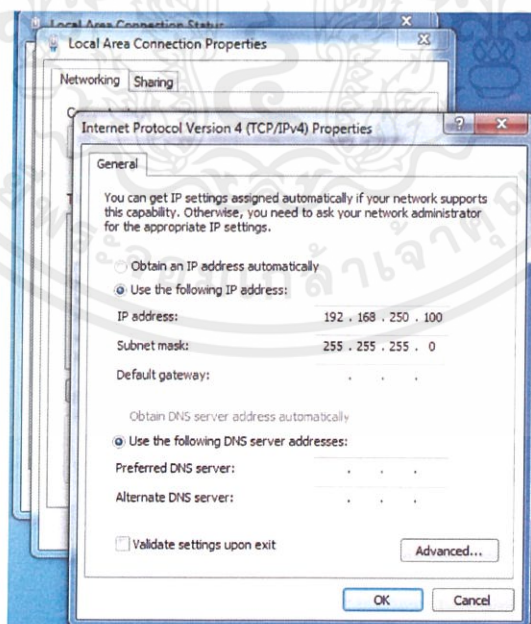 Local Area Connection Status
Local Area Connection Properties
Networking Sharing
Internet Protocol Version 4 (TCP/IPv4) Properties
General
You can get IP settings assigned automatically if your network supports
this capability. Otherwise, you need to ask your network administrator
for the appropriate IP settings.
Obtain an IP address automatically
Use the following IP address:
IP address: 192 . 168 . 250 . 100
Subnet mask: 255 . 255 . 255 . 0
Default gateway: . . .
Obtain DNS server address automatically
Use the following DNS server addresses:
Preferred DNS server: . . .
Alternate DNS server: . . .
Validate settings upon exit
Advanced...
OK Cancel